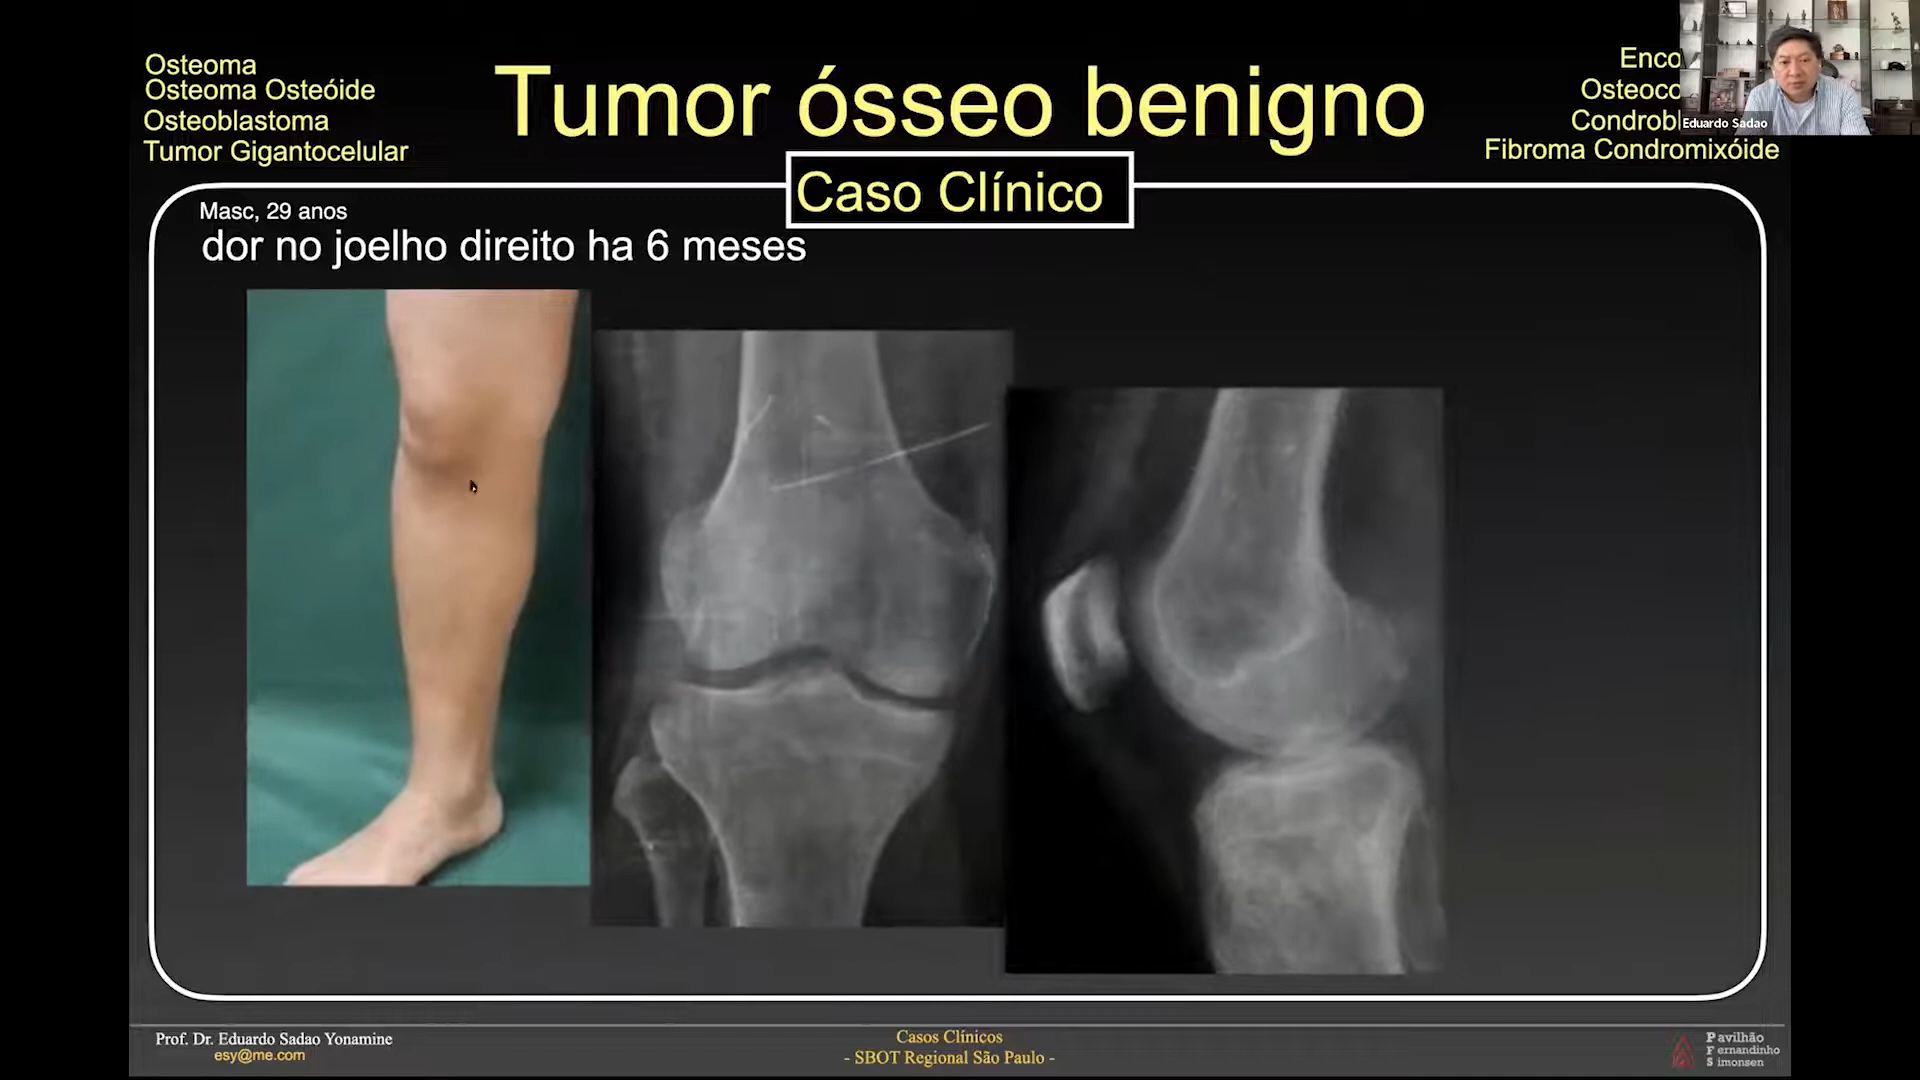 Osteoma
Osteoma Osteóide
Osteoblastoma
Tumor Gigantocelular
Tumor ósseo benigno
Fibroma Condromixóide
Eduardo Sadao
Caso Clínico
Masc, 29 anos
dor no joelho direito ha 6 meses
Prof. Dr. Eduardo Sadao Yonamine
esy@me.com
Casos Clínicos
- SBOT Regional São Paulo -
Pavilhão
Fernandinho
Simonsen